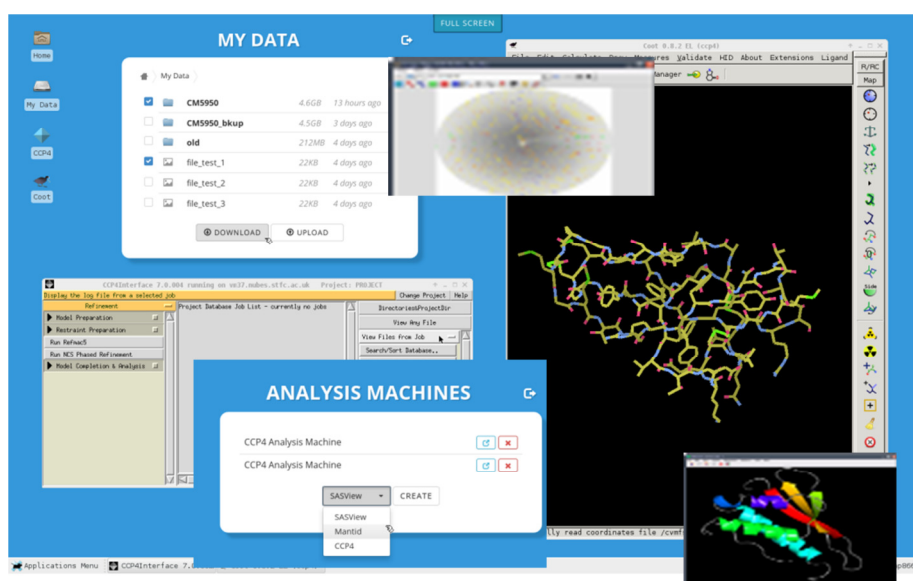 FULL SCREEN
Home
My Data
CCP4
Coot
MY DATA
My Data
CM5950 4.6GB 13 hours ago
CM5950_bkup 4.5GB 3 days ago
old 212MB 4 days ago
file_test_1 22KB 4 days ago
file_test_2 22KB 4 days ago
file_test_3 22KB 4 days ago
DOWNLOAD UPLOAD
Coot 0.8.2 EL (ccp4)
Validate HID About Extensions Ligand
R/RC
Map
Side
CCP4Interface 7.0.004 running on vm37.nubes.stfc.ac.uk Project: PROJECT
Display the log file from a selected job
Change Project Help
Refinement
Model Preparation
Restraint Preparation
Run Refmac5
Run NCS Phased Refinement
Model Completion & Analysis
Project Database Job List - currently no jobs
Directories&ProjectDir
View Any File
View Files from Job
Search/Sort Database..
ANALYSIS MACHINES
CCP4 Analysis Machine
CCP4 Analysis Machine
SASView CREATE
SASView
Mantid
CCP4
lly read coordinates file
Applications Menu